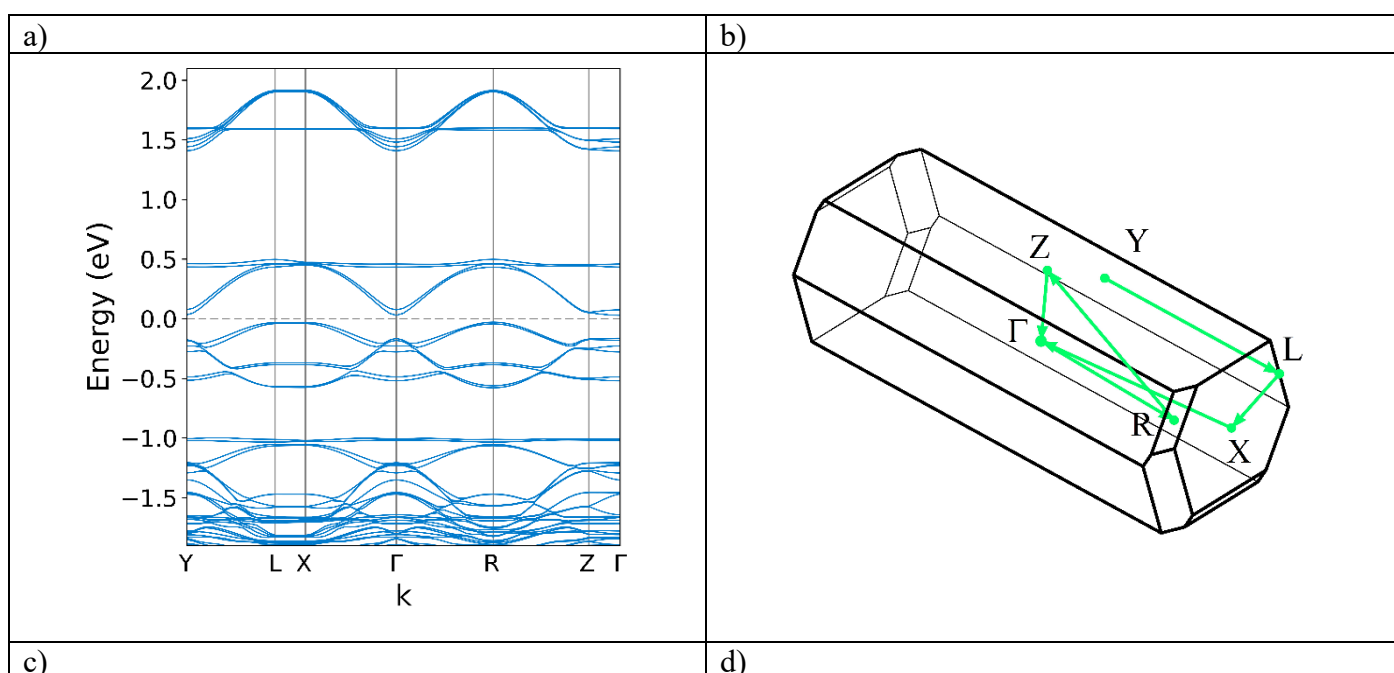 a)
b)
2.0
1.5
1.0
0.5
0.0
−0.5
−1.0
−1.5
Energy (eV)
Y L X Γ R Z Γ
k
Y
Z
Γ
L
R
X
c)
d)